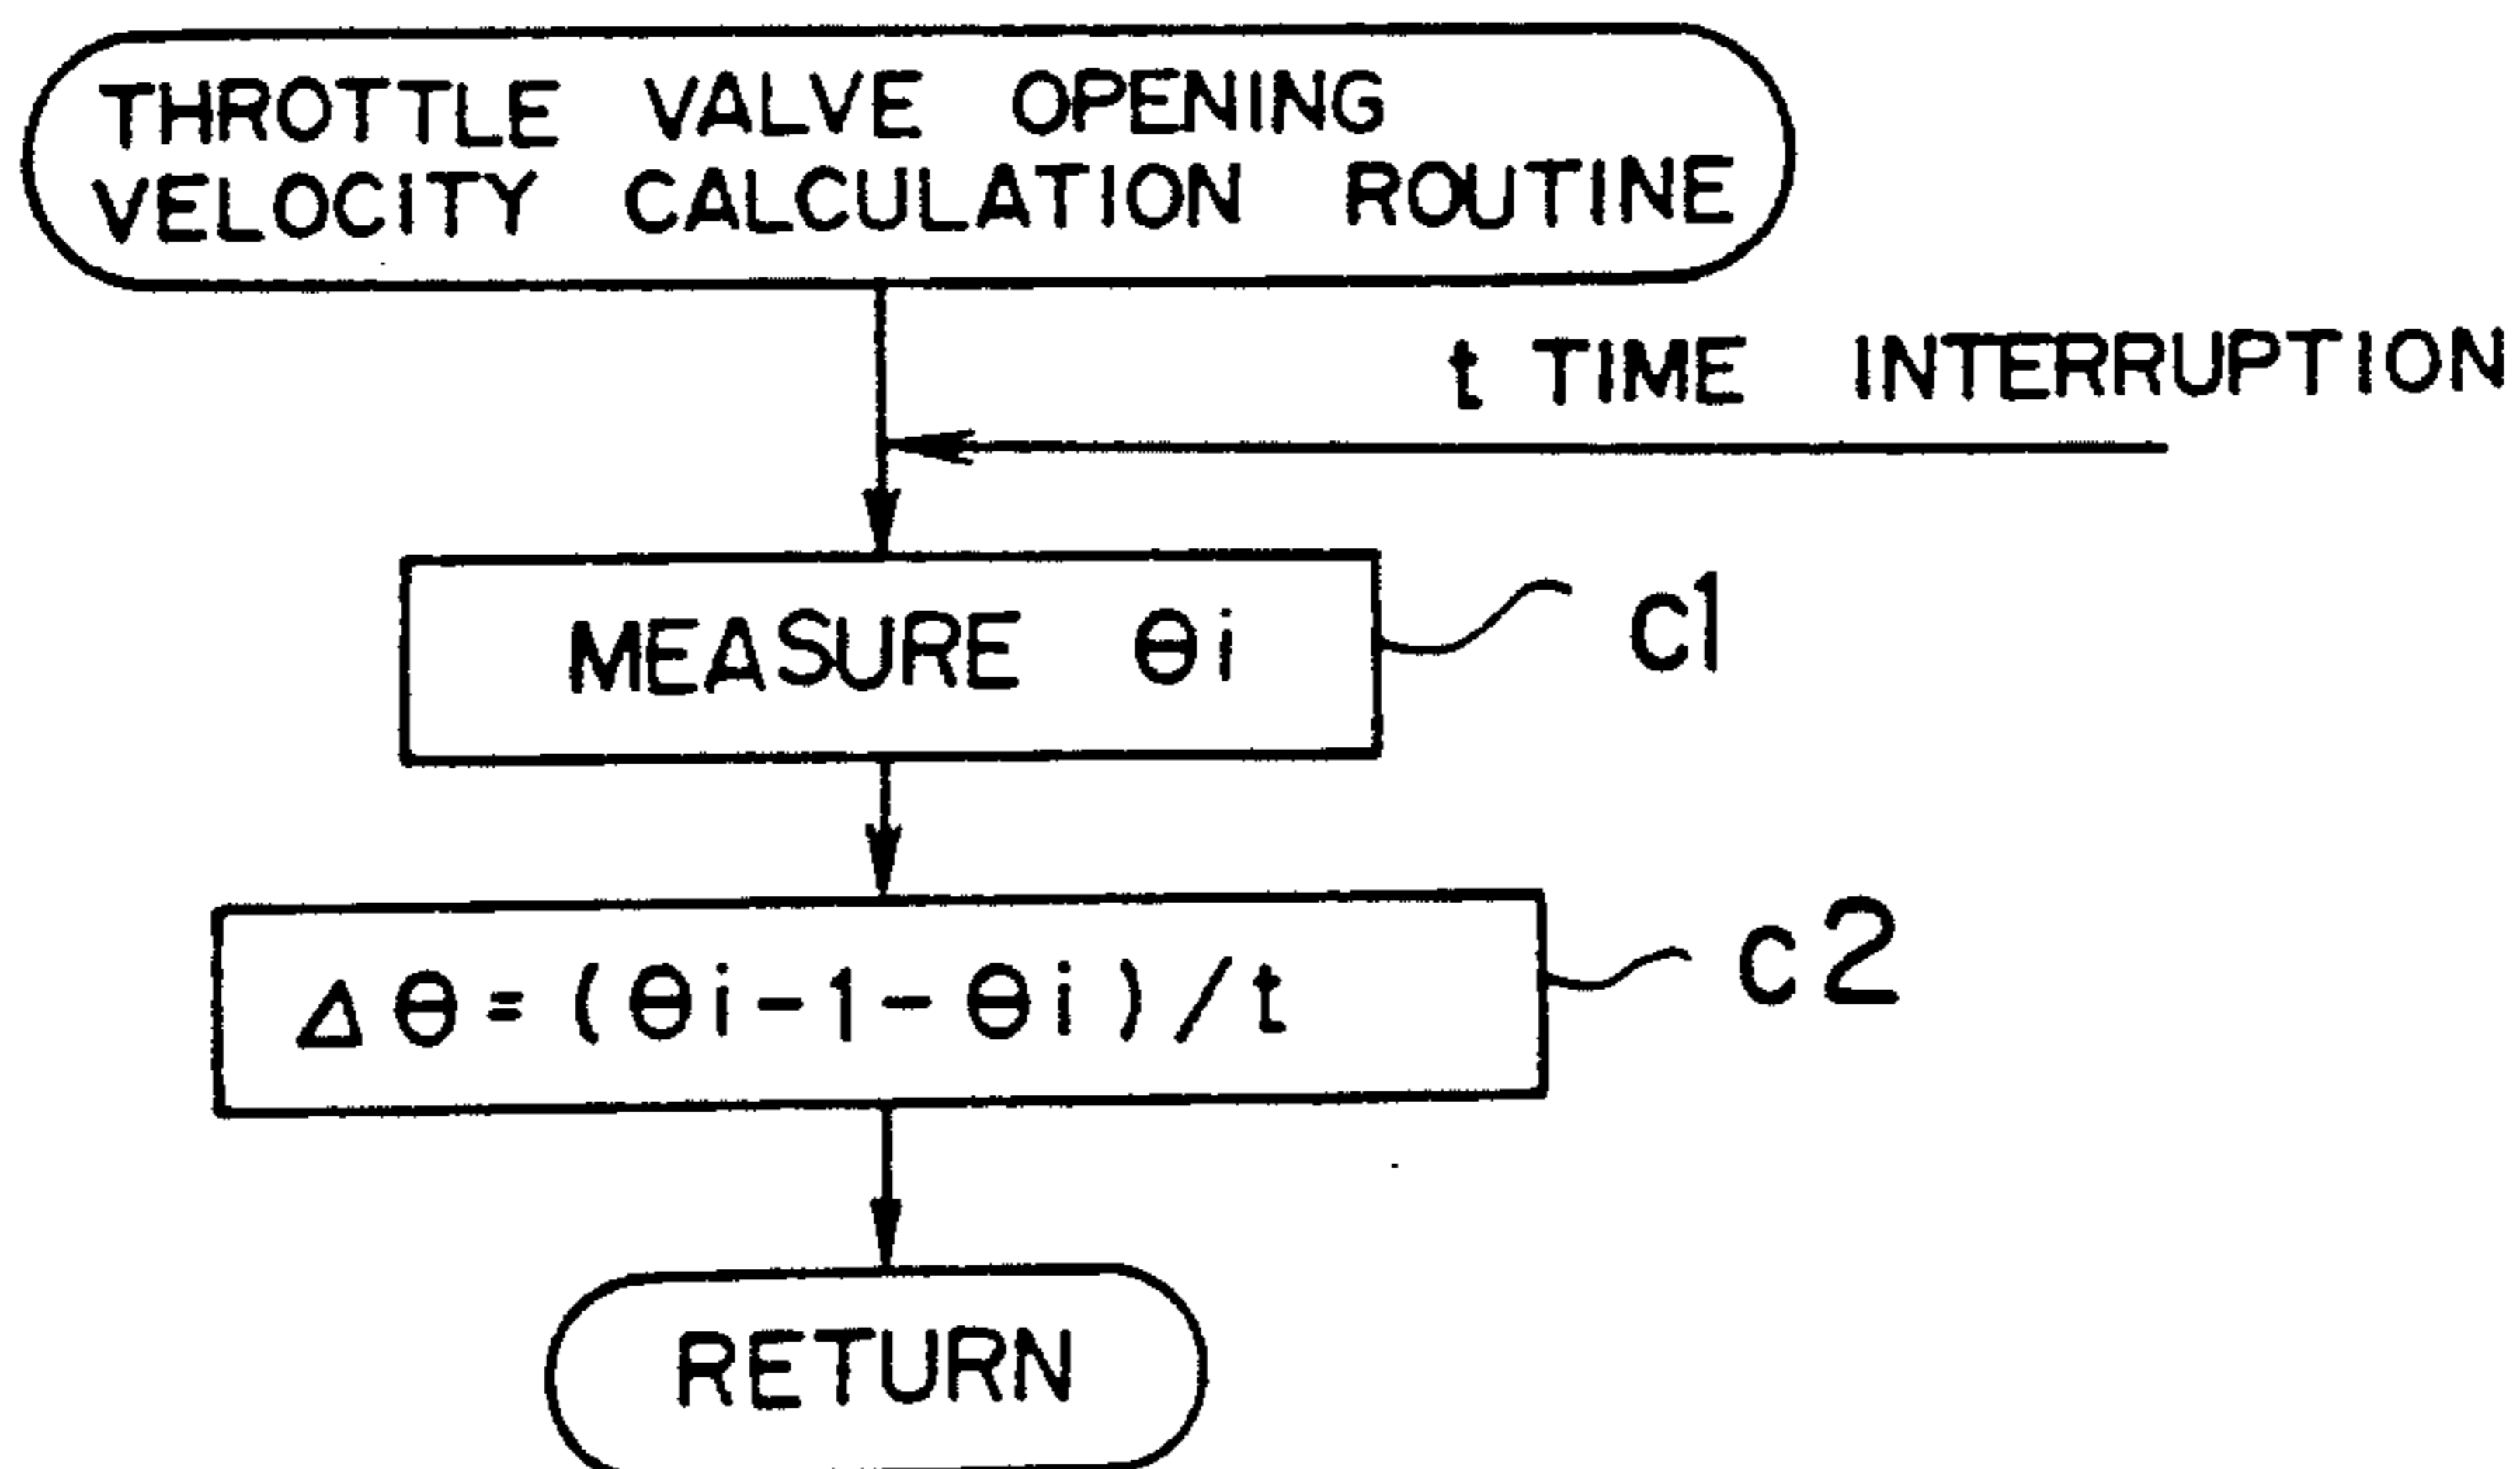 THROTTLE VALVE OPENING
VELOCITY CALCULATION ROUTINE
t TIME INTERRUPTION
MEASURE θi
c1
Δθ=(θi-1-θi)/t
c2
RETURN